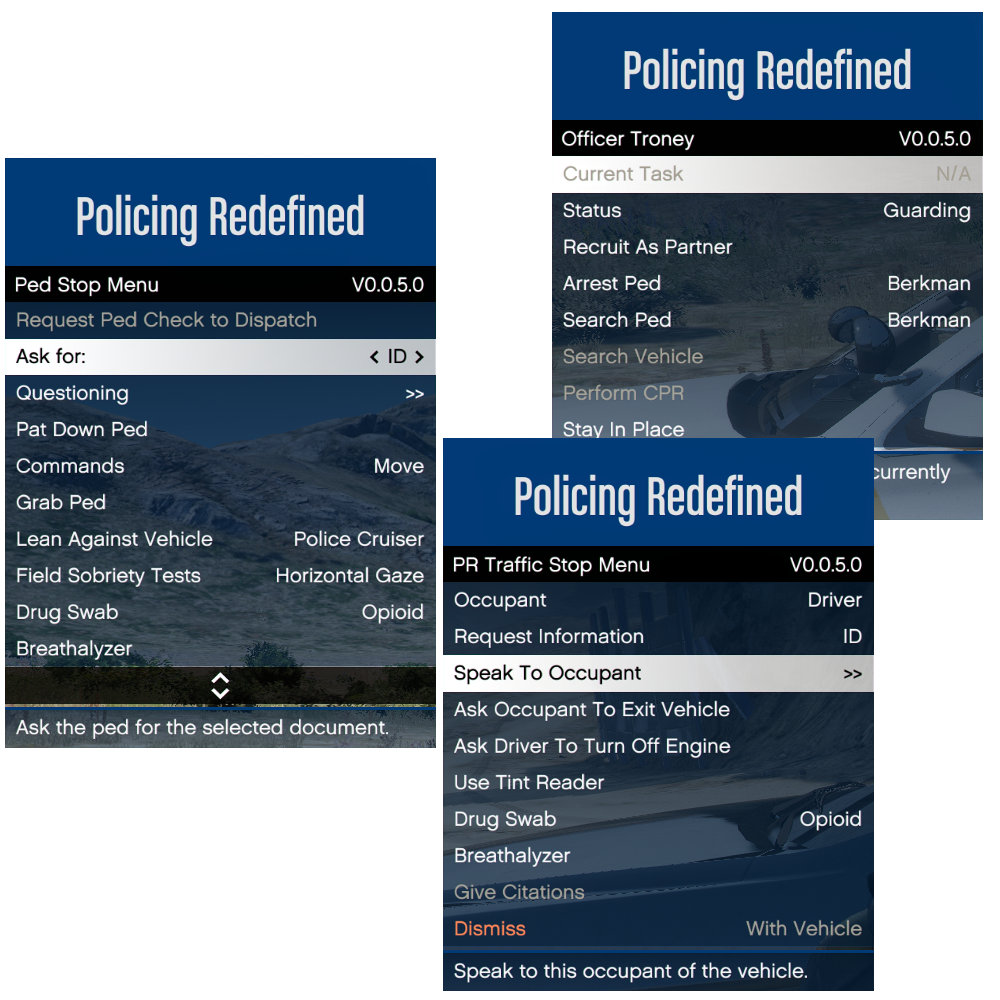 Policing Redefined
Officer Troney V0.0.5.0
Current Task N/A
Status Guarding
Recruit As Partner
Arrest Ped Berkman
Search Ped Berkman
Search Vehicle
Perform CPR
Stay In Place
currently
Policing Redefined
Ped Stop Menu V0.0.5.0
Request Ped Check to Dispatch
Ask for: < ID >
Questioning >>
Pat Down Ped
Commands Move
Grab Ped
Lean Against Vehicle Police Cruiser
Field Sobriety Tests Horizontal Gaze
Drug Swab Opioid
Breathalyzer
Ask the ped for the selected document.
Policing Redefined
PR Traffic Stop Menu V0.0.5.0
Occupant Driver
Request Information ID
Speak To Occupant >>
Ask Occupant To Exit Vehicle
Ask Driver To Turn Off Engine
Use Tint Reader
Drug Swab Opioid
Breathalyzer
Give Citations
Dismiss With Vehicle
Speak to this occupant of the vehicle.